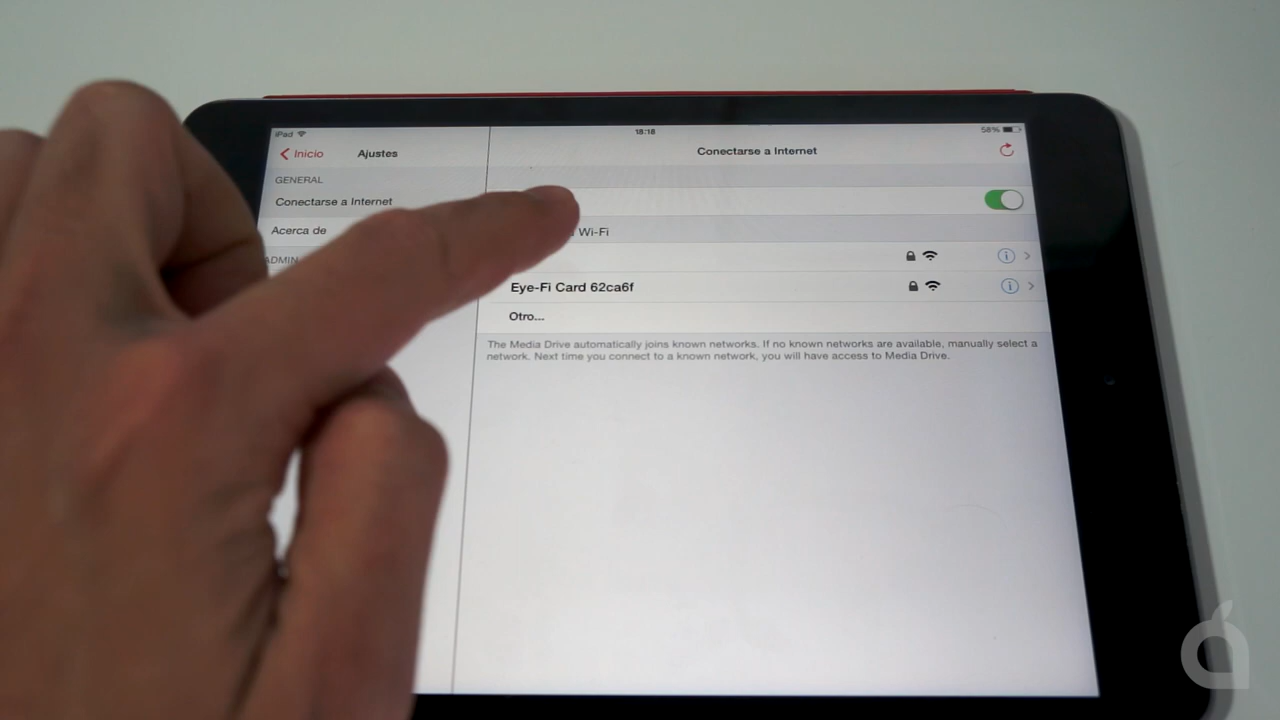 iPad
18:18
58%
Inicio
Ajustes
Conectarse a Internet
GENERAL
Conectarse a Internet
Acerca de
Wi-Fi
ADMIN
Eye-Fi Card 62ca6f
Otro...
The Media Drive automatically joins known networks. If no known networks are available, manually select a
network. Next time you connect to a known network, you will have access to Media Drive.